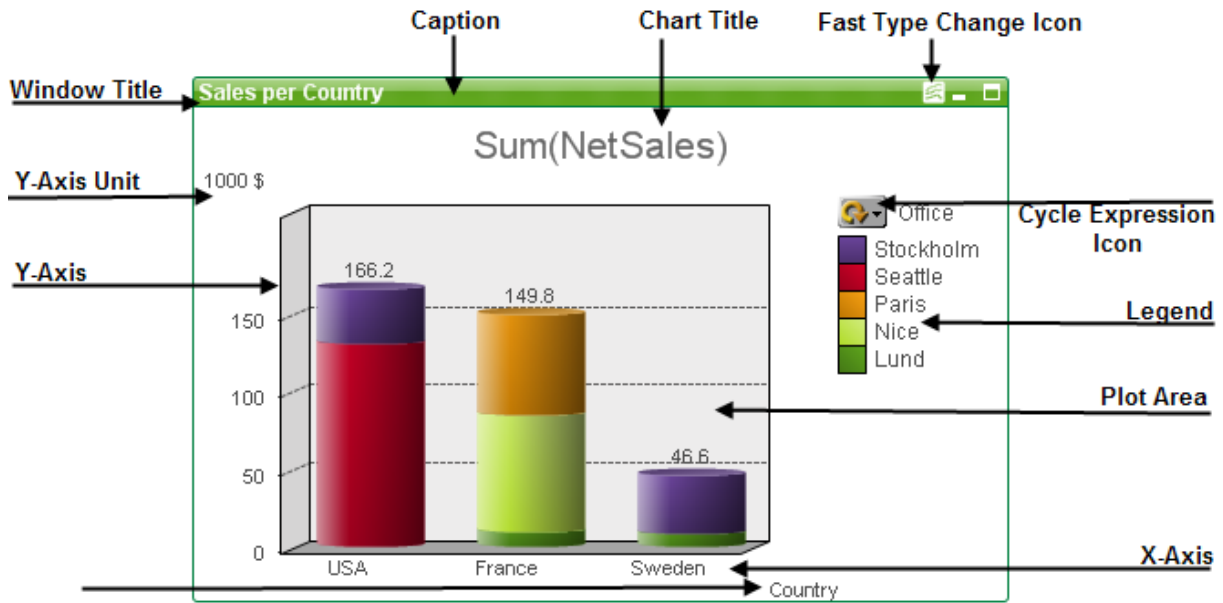 Caption
Chart Title
Fast Type Change Icon
Window Title
Sales per Country
Sum(NetSales)
Y-Axis Unit
1000 $
Office
Cycle Expression
Icon
Stockholm
Seattle
Paris
Nice
Lund
Y-Axis
166.2
149.8
46.6
150
100
50
0
Legend
Plot Area
USA
France
Sweden
X-Axis
Country